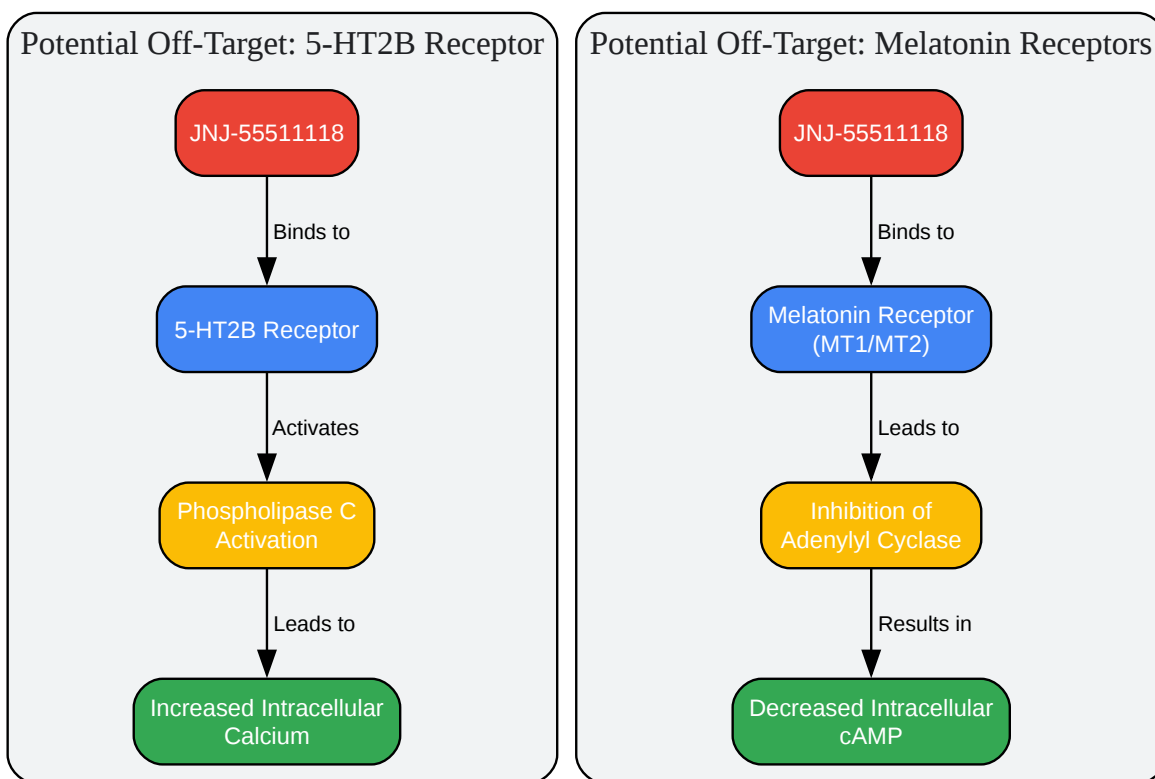 Potential Off-Target: 5-HT2B Receptor
JNJ-55511118
Binds to
5-HT2B Receptor
Activates
Phospholipase C
Activation
Leads to
Increased Intracellular
Calcium
Potential Off-Target: Melatonin Receptors
JNJ-55511118
Binds to
Melatonin Receptor
(MT1/MT2)
Leads to
Inhibition of
Adenylyl Cyclase
Results in
Decreased Intracellular
cAMP